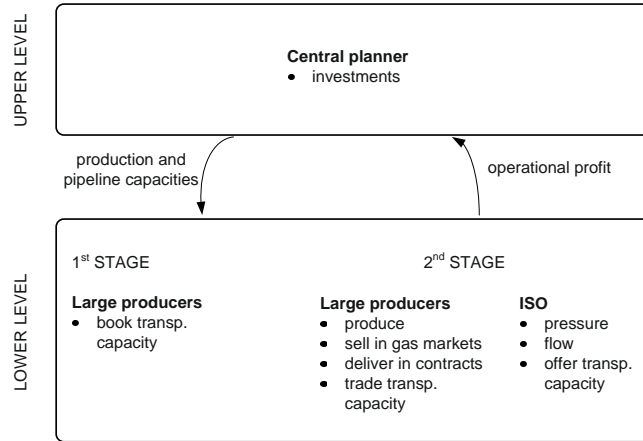 UPPER LEVEL
Central planner
• investments
production and
pipeline capacities
operational profit
LOWER LEVEL
1st STAGE
2nd STAGE
Large producers
• book transp.
capacity
Large producers
• produce
• sell in gas markets
• deliver in contracts
• trade transp.
capacity
ISO
• pressure
• flow
• offer transp.
capacity